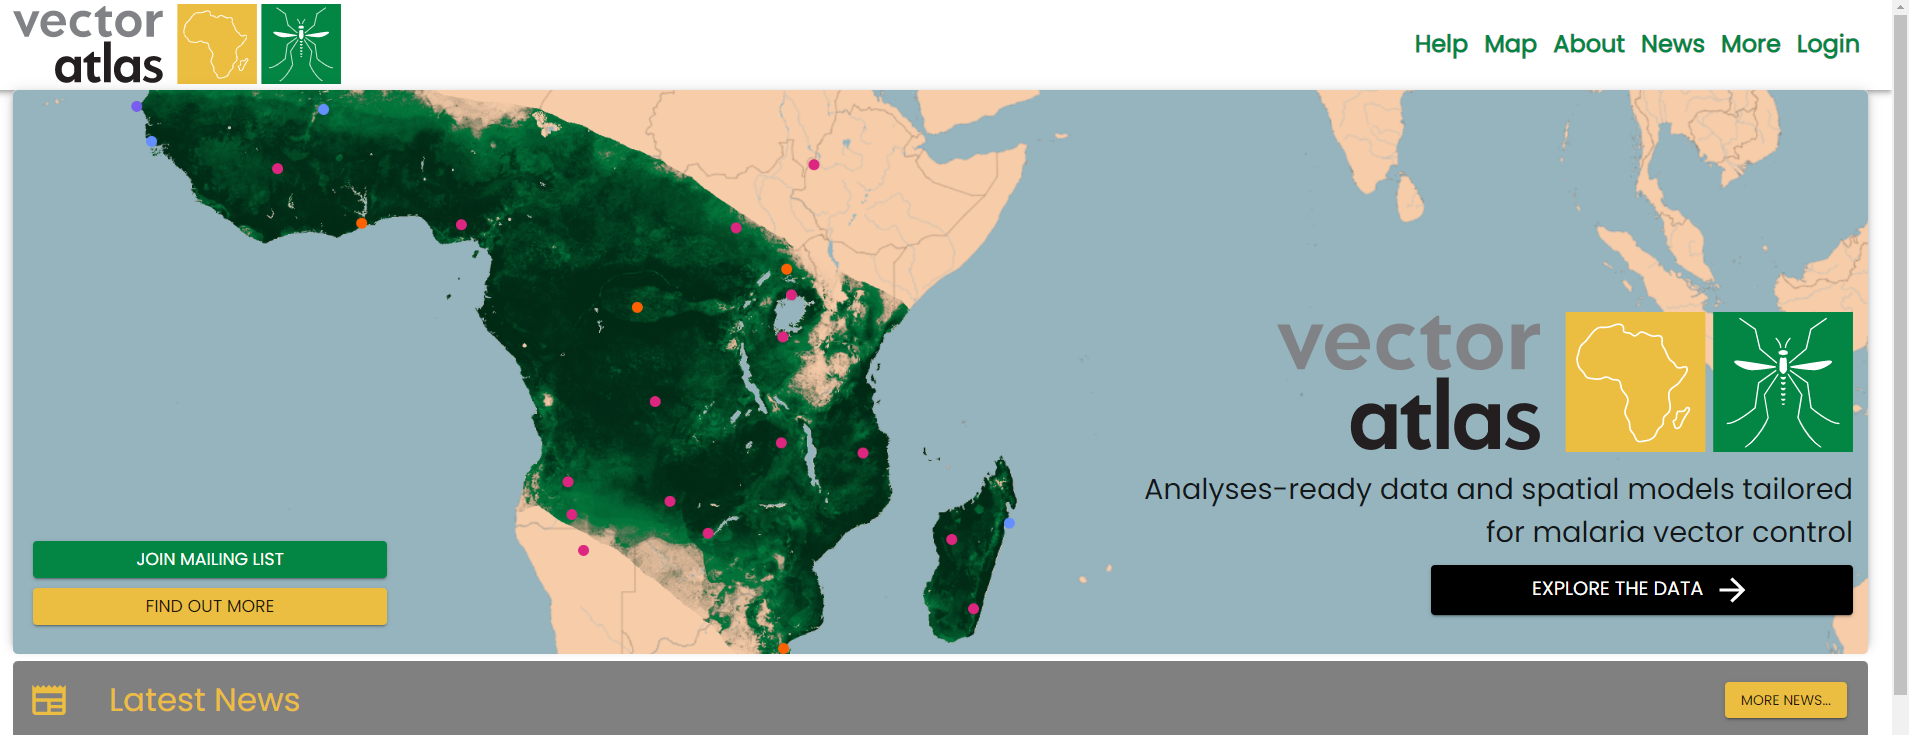 vector
atlas
Help Map About News More Login
vector
atlas
Analyses-ready data and spatial models tailored
for malaria vector control
EXPLORE THE DATA
JOIN MAILING LIST
FIND OUT MORE
Latest News
MORE NEWS...